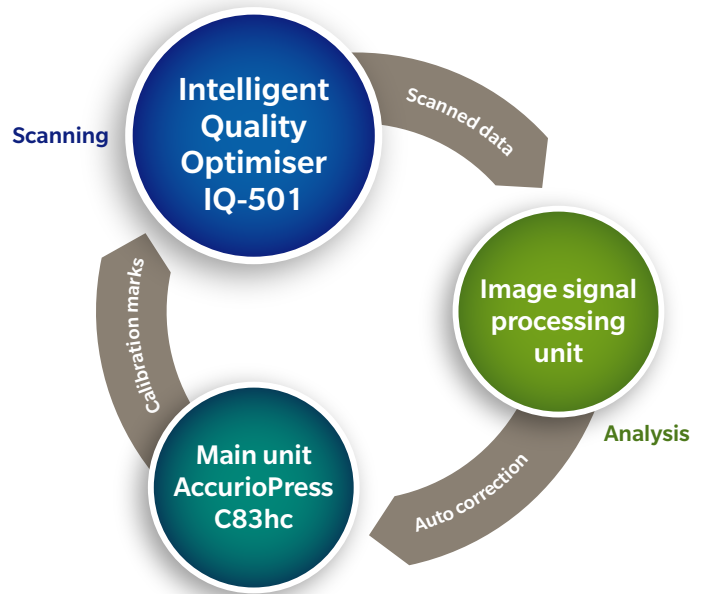 Intelligent
Quality
Optimiser
IQ-501
Scanning
Scanned data
Image signal
processing
unit
Analysis
Auto correction
Main unit
AccurioPress
C83hc
Calibration marks